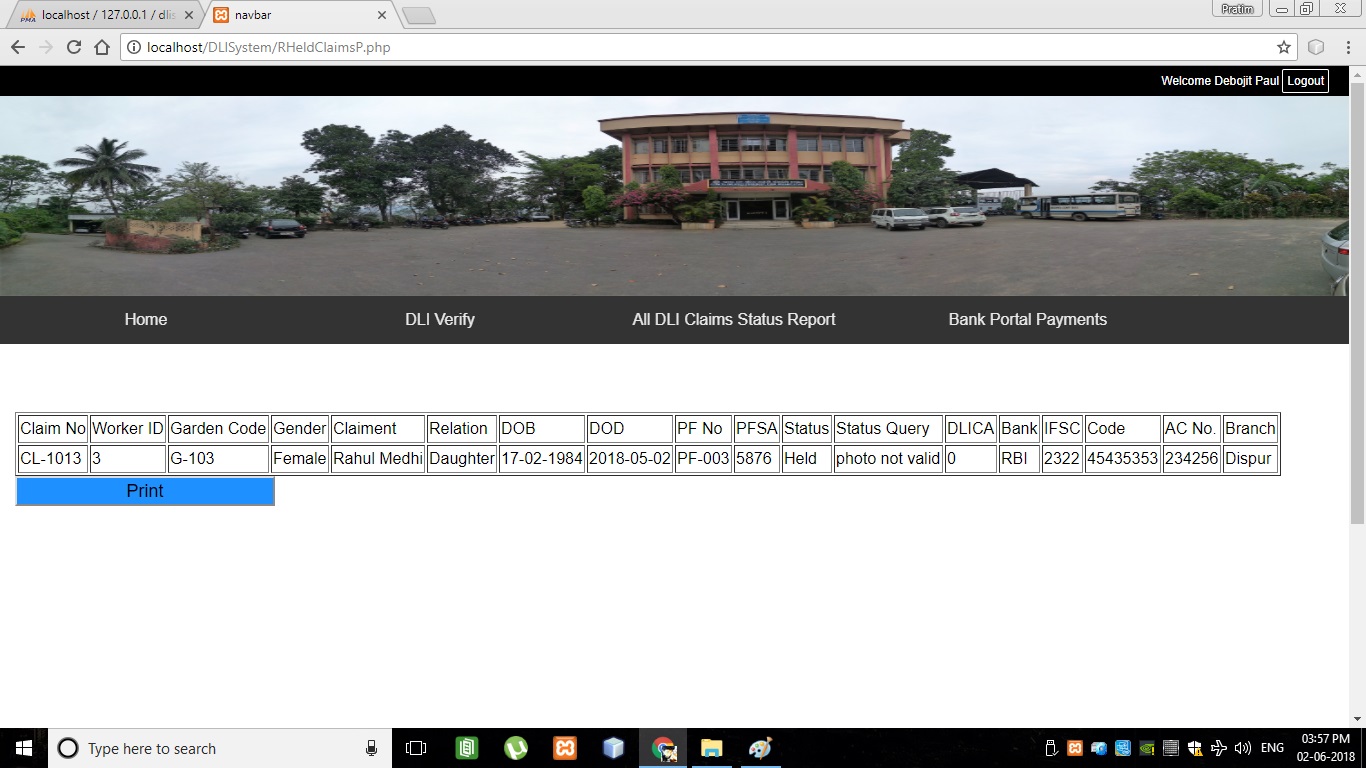 localhost / 127.0.0.1 / dlis
navbar
Pratim
localhost/DLISystem/RHeldClaimsP.php
Welcome Debojit Paul Logout
Home DLI Verify All DLI Claims Status Report Bank Portal Payments
Claim No Worker ID Garden Code Gender Claiment Relation DOB DOD PF No PFSA Status Status Query DLICA Bank IFSC Code AC No. Branch
CL-1013 3 G-103 Female Rahul Medhi Daughter 17-02-1984 2018-05-02 PF-003 5876 Held photo not valid 0 RBI 2322 45435353 234256 Dispur
Print
Type here to search
ENG
03:57 PM
02-06-2018